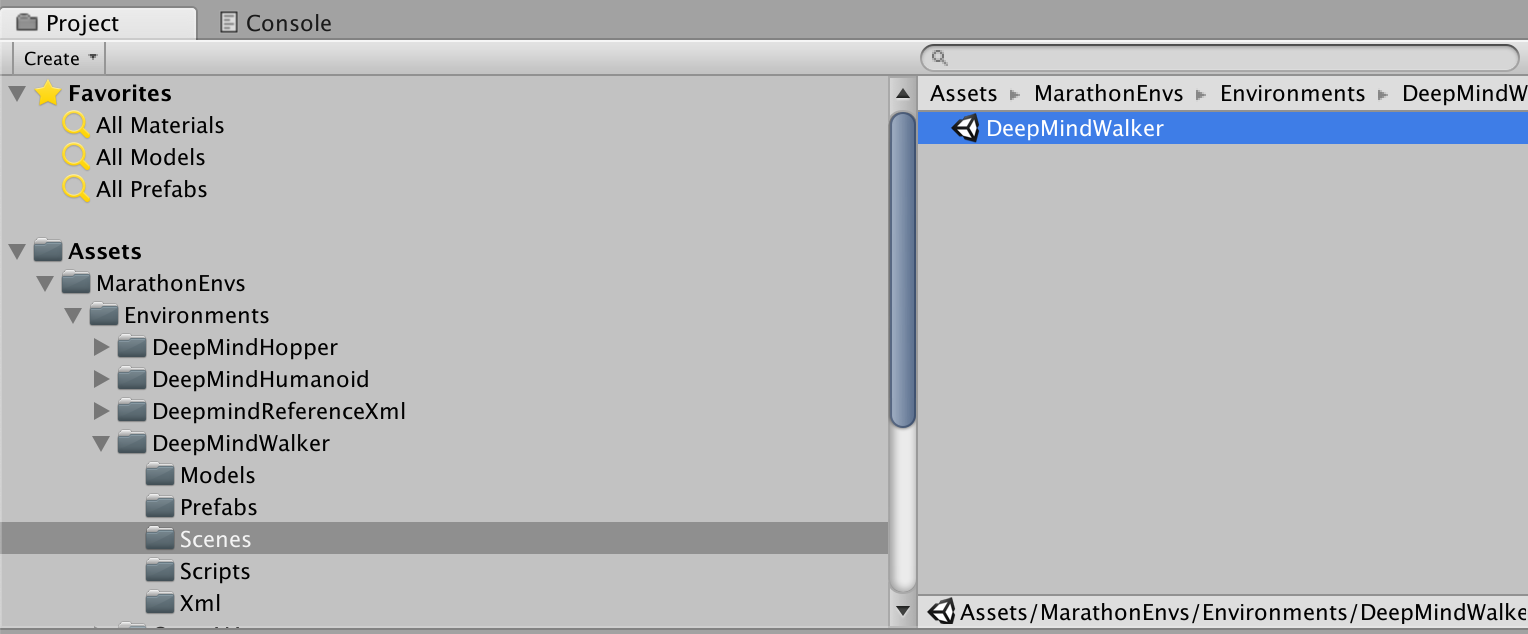 Project
Console
Create
Favorites
All Materials
All Models
All Prefabs
Assets
MarathonEnvs
Environments
DeepMindHopper
DeepMindHumanoid
DeepmindReferenceXml
DeepMindWalker
Models
Prefabs
Scenes
Scripts
Xml
Assets MarathonEnvs Environments DeepMindW
DeepMindWalker
Assets/MarathonEnvs/Environments/DeepMindWalke